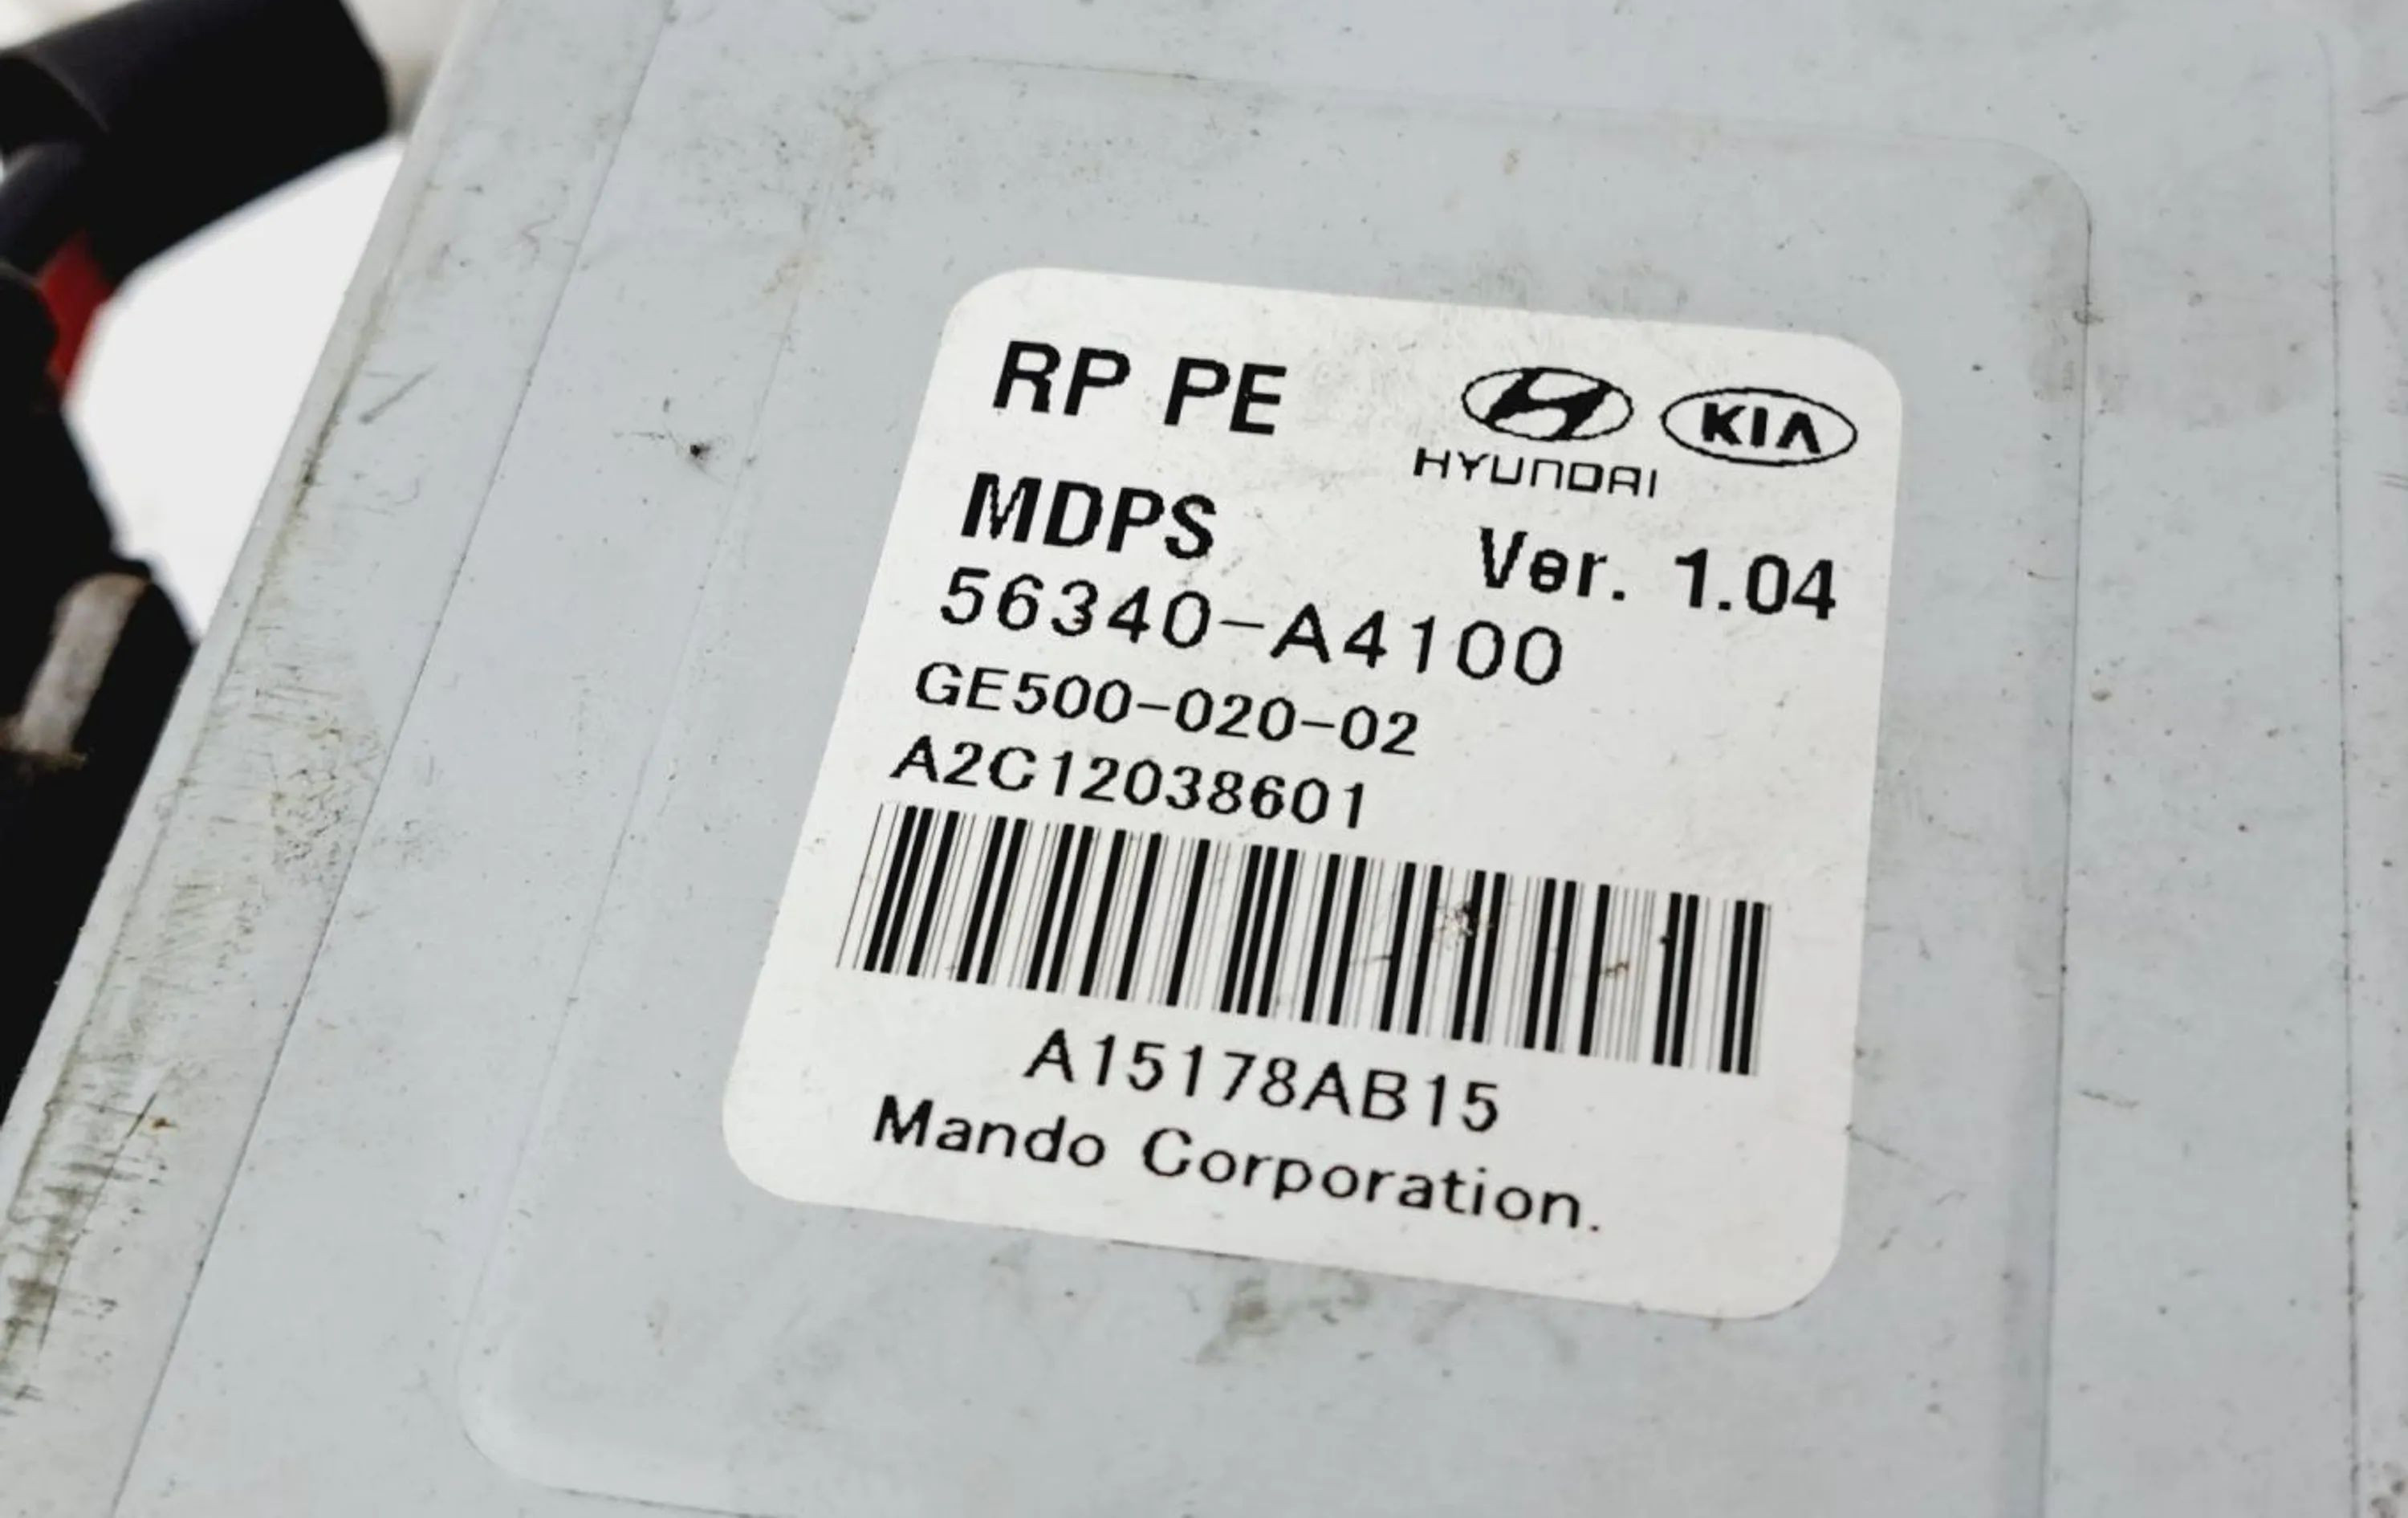 RP PE
HYUNDAI KIA
MDPS Ver. 1.04
56340-A4100
GE500-020-02
A2C12038601
A15178AB15
Mando Corporation.